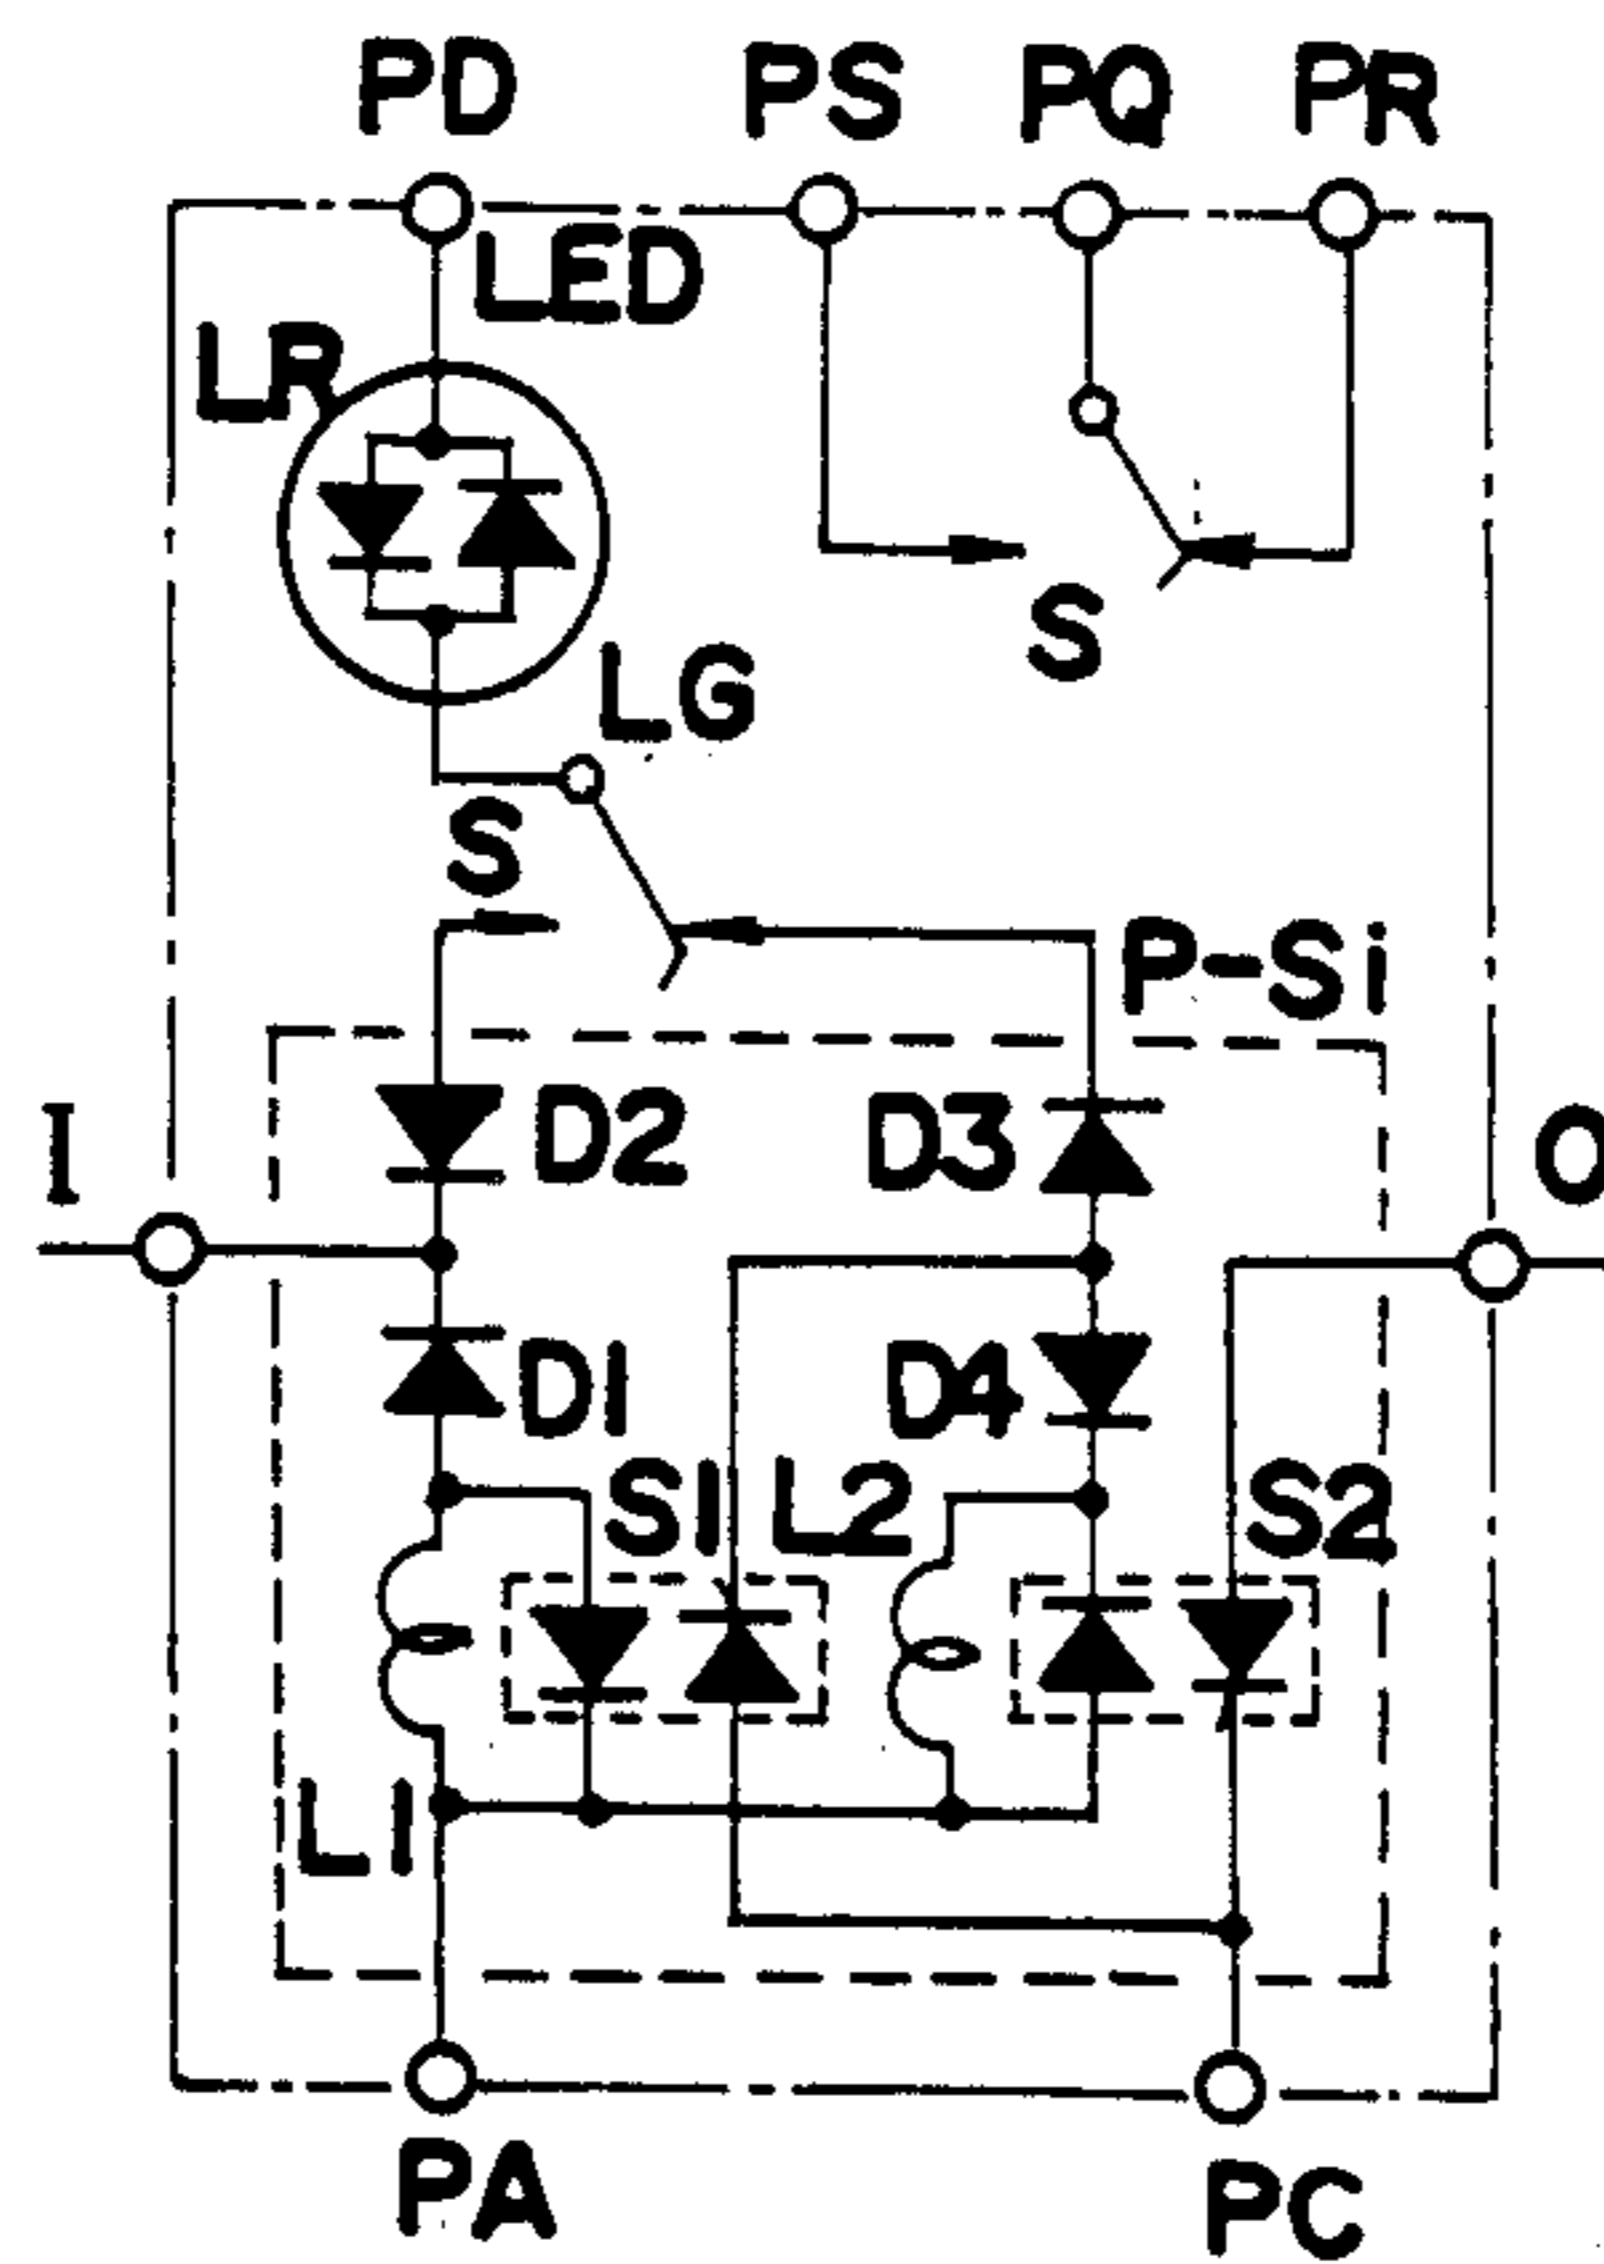 PD PS PQ PR
LED
LR
S
LG
S
P-Si
I D2 D3 O
D1 D4
S1 L2 S2
L1
PA PC